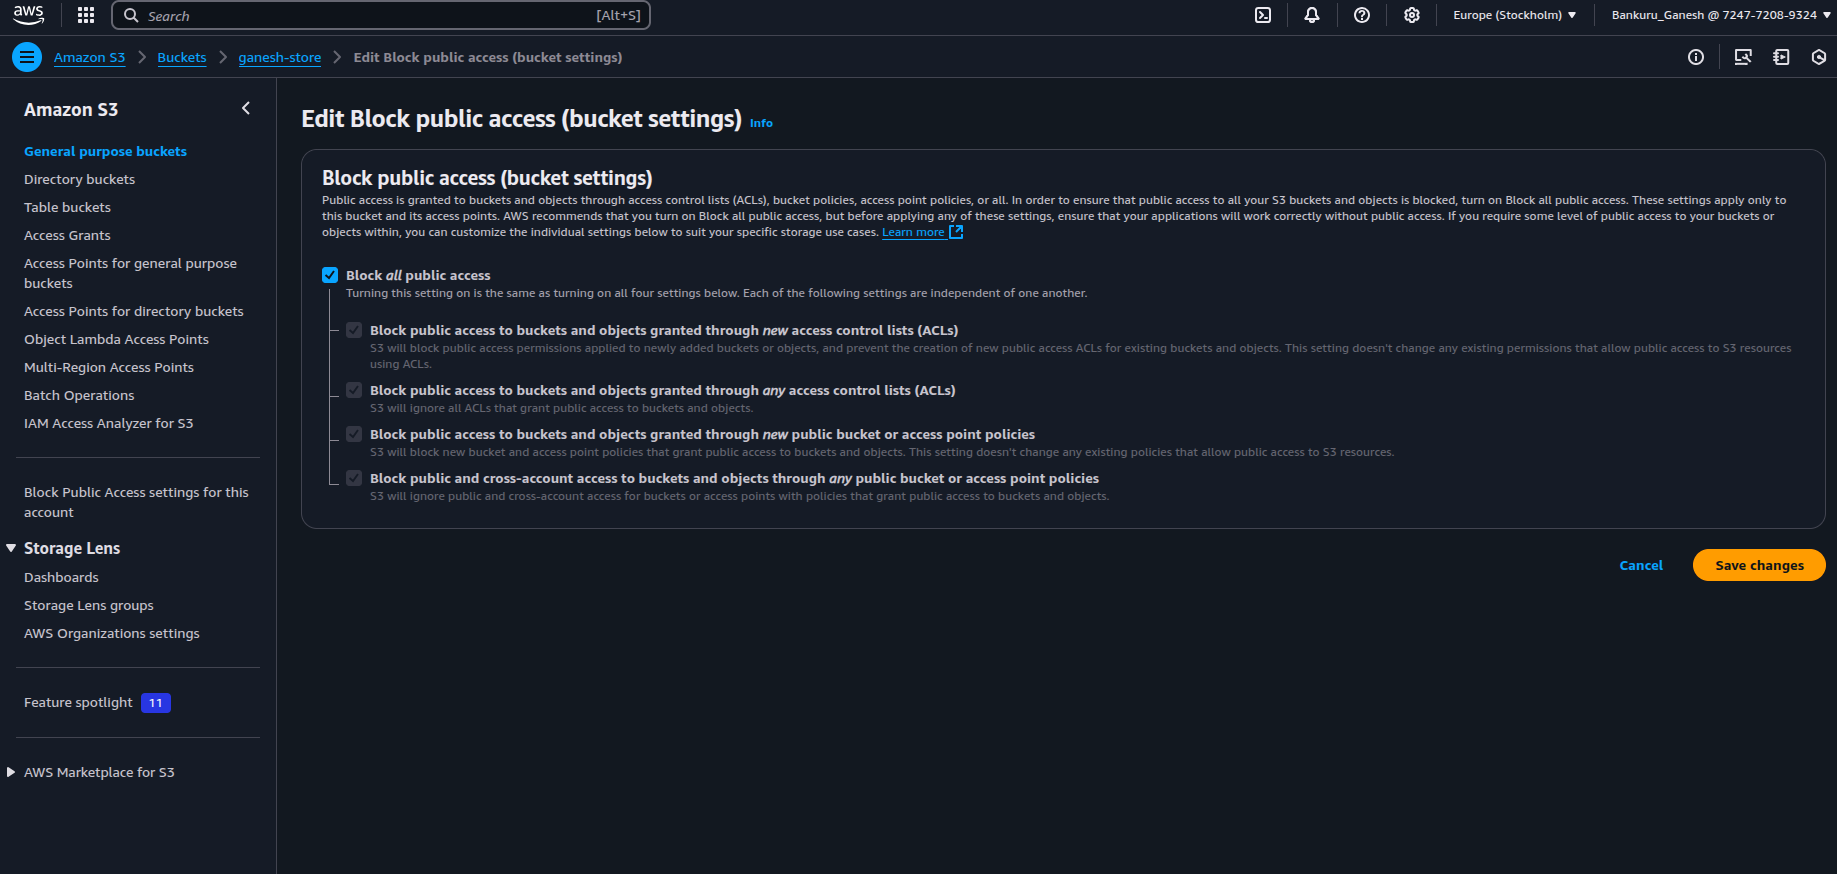 aws
Search
[Alt+S]
Europe (Stockholm)
Bankuru_Ganesh @ 7247-7208-9324
Amazon S3
Buckets
ganesh-store
Edit Block public access (bucket settings)
Amazon S3
General purpose buckets
Directory buckets
Table buckets
Access Grants
Access Points for general purpose
buckets
Access Points for directory buckets
Object Lambda Access Points
Multi-Region Access Points
Batch Operations
IAM Access Analyzer for S3
Block Public Access settings for this
account
Storage Lens
Dashboards
Storage Lens groups
AWS Organizations settings
Feature spotlight 11
AWS Marketplace for S3
Edit Block public access (bucket settings) Info
Block public access (bucket settings)
Public access is granted to buckets and objects through access control lists (ACLs), bucket policies, access point policies, or all. In order to ensure that public access to all your S3 buckets and objects is blocked, turn on Block all public access. These settings apply only to
this bucket and its access points. AWS recommends that you turn on Block all public access, but before applying any of these settings, ensure that your applications will work correctly without public access. If you require some level of public access to your buckets or
objects within, you can customize the individual settings below to suit your specific storage use cases. Learn more
Block all public access
Turning this setting on is the same as turning on all four settings below. Each of the following settings are independent of one another.
Block public access to buckets and objects granted through new access control lists (ACLs)
S3 will block public access permissions applied to newly added buckets or objects, and prevent the creation of new public access ACLs for existing buckets and objects. This setting doesn't change any existing permissions that allow public access to S3 resources
using ACLs.
Block public access to buckets and objects granted through any access control lists (ACLs)
S3 will ignore all ACLs that grant public access to buckets and objects.
Block public access to buckets and objects granted through new public bucket or access point policies
S3 will block new bucket and access point policies that grant public access to buckets and objects. This setting doesn't change any existing policies that allow public access to S3 resources.
Block public and cross-account access to buckets and objects through any public bucket or access point policies
S3 will ignore public and cross-account access for buckets or access points with policies that grant public access to buckets and objects.
Cancel
Save changes